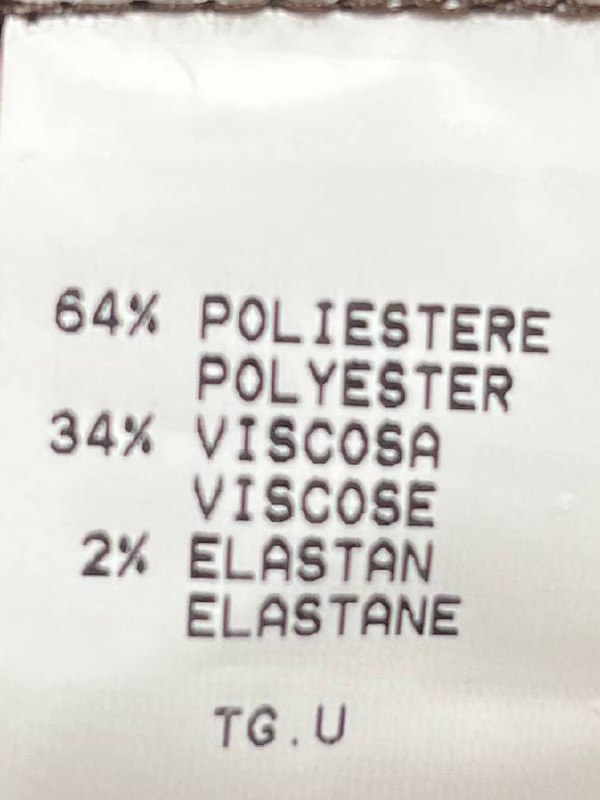 64% POLIESTERE
POLYESTER
34% VISCOSA
VISCOSE
2% ELASTAN
ELASTANE
TG.U